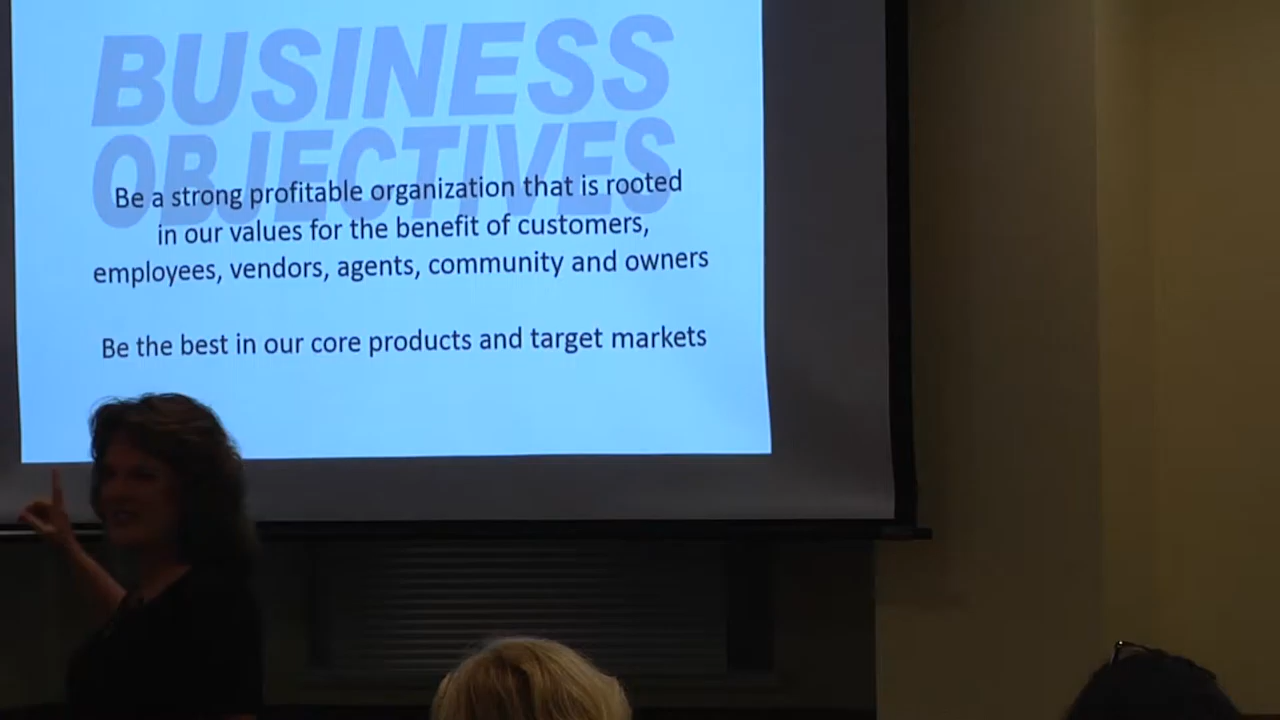 BUSINESS
OBJECTIVES
Be a strong profitable organization that is rooted
in our values for the benefit of customers,
employees, vendors, agents, community and owners
Be the best in our core products and target markets